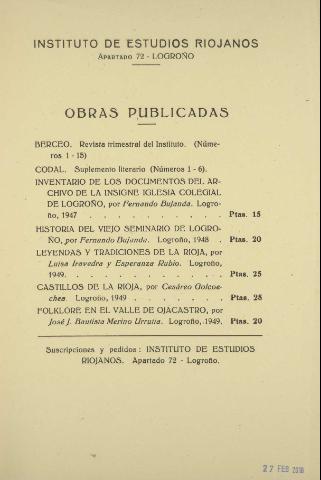 INSTITUTO DE ESTUDIOS RIOJANOS
APARTADO 72 - LOGROÑO
OBRAS PUBLICADAS
BERCEO. Revista trimestral del Instituto. (Núme-
ros 1 - 15)
CODAL. Suplemento literario (Números 1 - 6).
INVENTARIO DE LOS DOCUMENTOS DEL AR-
CHIVO DE LA INSIGNE IGLESIA COLEGIAL
DE LOGROÑO, por Fernando Bujanda. Logro-
ño, 1947 . . . . . . . . . . Ptas. 15
HISTORIA DEL VIEJO SEMINARIO DE LOGRO-
ÑO, por Fernando Bujanda. Logroño, 1948 . Ptas. 20
LEYENDAS Y TRADICIONES DE LA RIOJA, por
Luisa Iravedra y Esperanza Rubio. Logroño,
1949. . . . . . . . . . . . Ptas. 25
CASTILLOS DE LA RIOJA, por Cesáreo Goicoe-
chea. Logroño, 1949 . . . . . . . Ptas. 28
FOLKLORE EN EL VALLE DE OJACASTRO, por
José J. Bautista Merino Urrutia. Logroño, .1949. Ptas. 20
Suscripciones y pedidos: INSTITUTO DE ESTUDIOS
RIOJANOS. Apartado 72 - Logroño.
27 FEB 2018